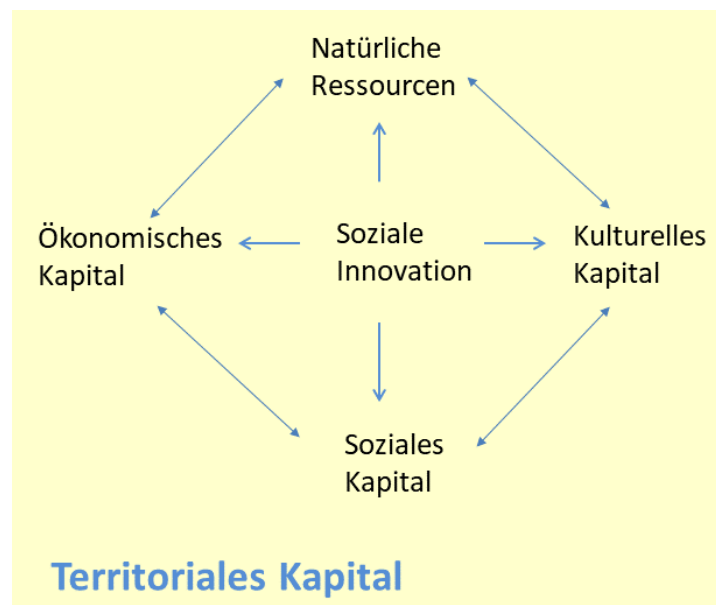 Natürliche
Ressourcen
Ökonomisches
Kapital
Soziale
Innovation
Kulturelles
Kapital
Soziales
Kapital
Territoriales Kapital